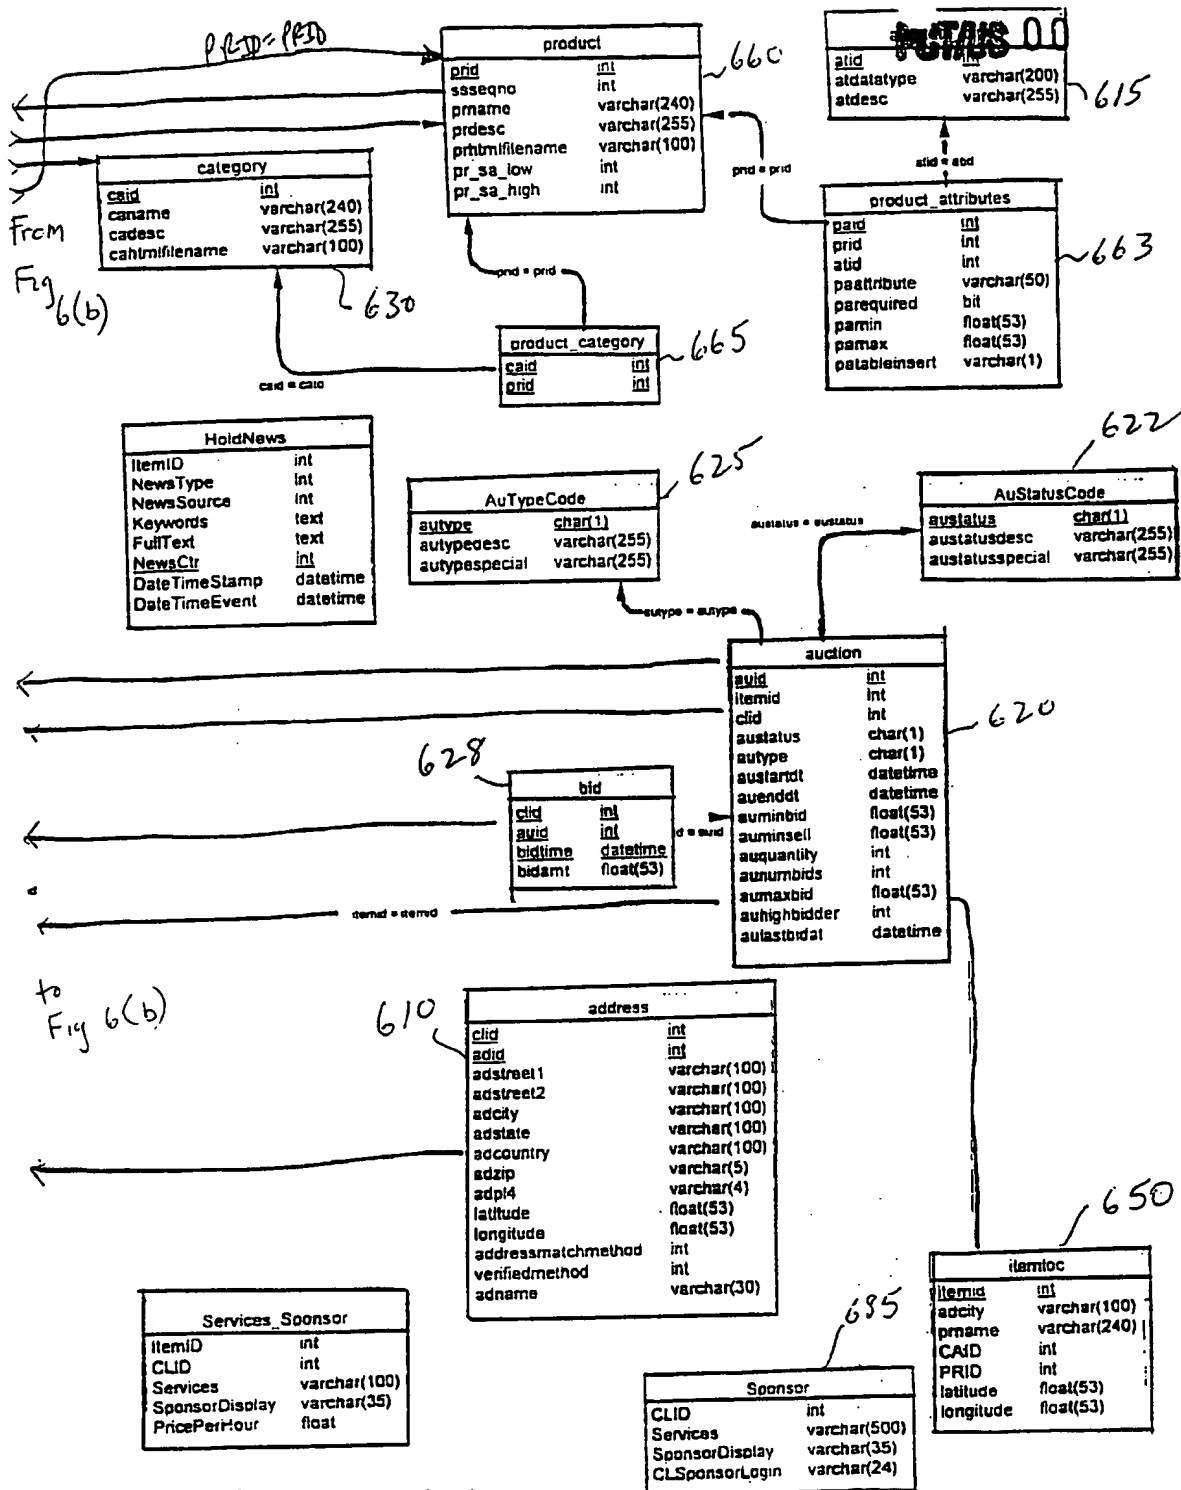 PRID=PRID
product
prid int
ssseqno int
prname varchar(240)
prdesc varchar(255)
prhtmlfilename varchar(100)
pr_sa_low int
pr_sa_high int
660
atid int
atdatatype varchar(200)
atdesc varchar(255)
615
category
caid int
caname varchar(240)
cadesc varchar(255)
cahtmlfilename varchar(100)
630
From
Fig
6(b)
prid = prid
prid = prid
product_attributes
paid int
prid int
atid int
paattribute varchar(50)
parequired bit
pamin float(53)
pamax float(53)
patableinsert varchar(1)
663
product_category
caid int
prid int
665
caid = caid
HoldNews
ItemID int
NewsType int
NewsSource int
Keywords text
FullText text
NewsCtr int
DateTimeStamp datetime
DateTimeEvent datetime
625
AuTypeCode
autype char(1)
autypedesc varchar(255)
autypespecial varchar(255)
622
AuStatusCode
austatus char(1)
austatusdesc varchar(255)
austatusspecial varchar(255)
austatus = austatus
autype = autype
auction
auid int
itemid int
clid int
austatus char(1)
autype char(1)
austartdt datetime
auenddt datetime
auminbid float(53)
auminsell float(53)
auquantity int
aunumbids int
aumaxbid float(53)
auhighbidder int
aulastbidat datetime
620
628
bid
clid int
auid int
bidtime datetime
bidamt float(53)
d = auid
itemid = itemid
to
Fig 6(b)
610
address
clid int
adid int
adstreet1 varchar(100)
adstreet2 varchar(100)
adcity varchar(100)
adstate varchar(100)
adcountry varchar(100)
adzip varchar(5)
adpl4 varchar(4)
latitude float(53)
longitude float(53)
addressmatchmethod int
verifiedmethod int
adname varchar(30)
650
itemloc
itemid int
adcity varchar(100)
prname varchar(240)
CAID int
PRID int
latitude float(53)
longitude float(53)
Services_Sponsor
ItemID int
CLID int
Services varchar(100)
SponsorDisplay varchar(35)
PricePerHour float
695
Sponsor
CLID int
Services varchar(500)
SponsorDisplay varchar(35)
CLSponsorLogin varchar(24)